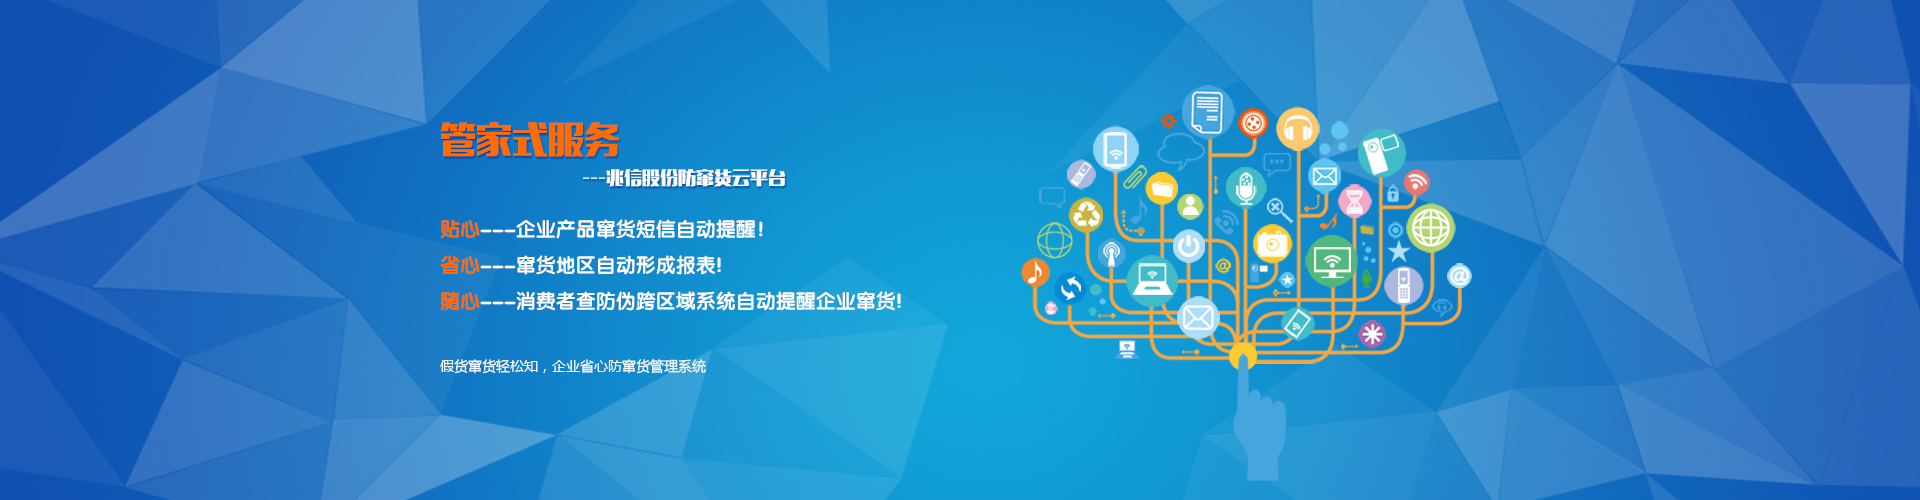 管家式服务
---兆信股份防窜货云平台
贴心---企业产品窜货短信自动提醒!
省心---窜货地区自动形成报表!
随心---消费者查防伪跨区域系统自动提醒企业窜货!
假货窜货轻松知，企业省心防窜货管理系统